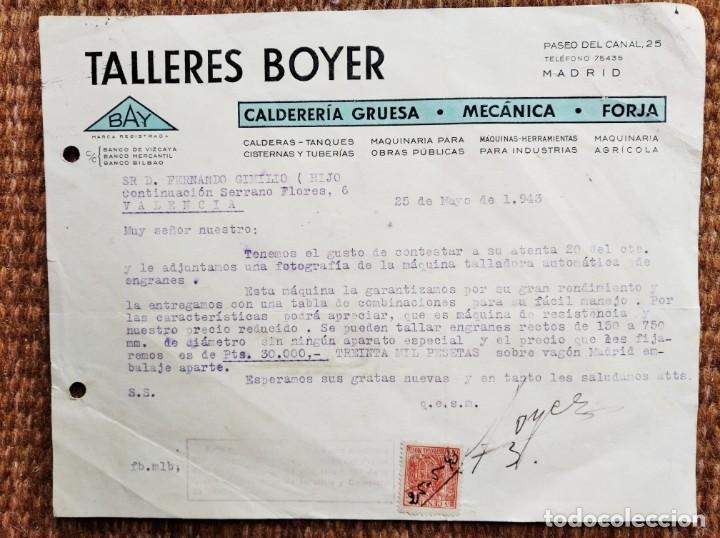 TALLERES BOYER
PASEO DEL CANAL, 25
TELÉFONO 75435
MADRID
BAY
MARCA REGISTRADA
CALDERERÍA GRUESA • MECÁNICA • FORJA
C/C BANCO DE VIZCAYA
BANCO MERCANTIL
BANCO BILBAO
CALDERAS - TANQUES
CISTERNAS Y TUBERÍAS
MAQUINARIA PARA
OBRAS PÚBLICAS
MÁQUINAS-HERRAMIENTAS
PARA INDUSTRIAS
MAQUINARIA
AGRÍCOLA
SR D. FERNANDO GIMILIO ( HIJO
Continuación Serrano Flores, 6
VALENCIA
25 de Mayo de 1.943
Muy señor nuestro:
Tenemos el gusto de contestar a su atenta 20 del cte.
y le adjuntamos una fotografía de la máquina talladora automática de
engranes .
Esta máquina la garantizamos por su gran rendimiento y
la entregamos con una tabla de combinaciones para su fácil manejo . Por
las características podrá apreciar, que es máquina de resistencia y
nuestro precio reducido . Se pueden tallar engranes rectos de 150 a 750
mm. de diámetro sin ningún aparato especial y el precio que les fija-
remos es de Pts. 30.000,- TREINTA MIL PESETAS sobre vagón Madrid em-
balaje aparte.
Esperamos sus gratas nuevas y en tanto les saludamos atts.
S.S. q.e.s.m.
Boyer
fb.mlb;
25-5-43
todocoleccion.net